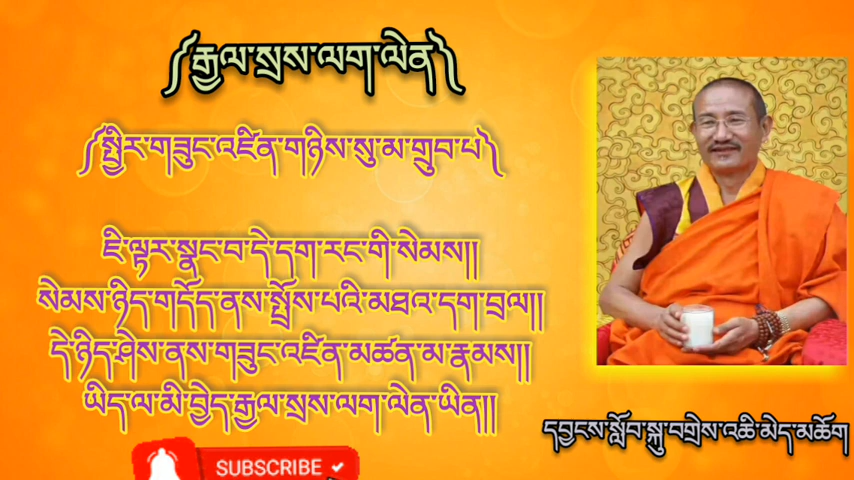 ༼རྒྱལ་སྲས་ལག་ལེན་༽
༼སྤྱིར་གཟུང་འཛིན་གཉིས་སུ་མ་གྲུབ་པ༽
ཇི་ལྟར་སྣང་བ་དེ་དག་རང་གི་སེམས།།
སེམས་ཉིད་གདོད་ནས་སྤྲོས་པའི་མཐའ་དག་བྲལ།།
དེ་ཉིད་ཤེས་ནས་གཟུང་འཛིན་མཚན་མ་རྣམས།།
ཡིད་ལ་མི་བྱེད་རྒྱལ་སྲས་ལག་ལེན་ཡིན།།
དབྱངས་སློབ་སྐུ་བགྲེས་འཆི་མེད་མཆོག
SUBSCRIBE